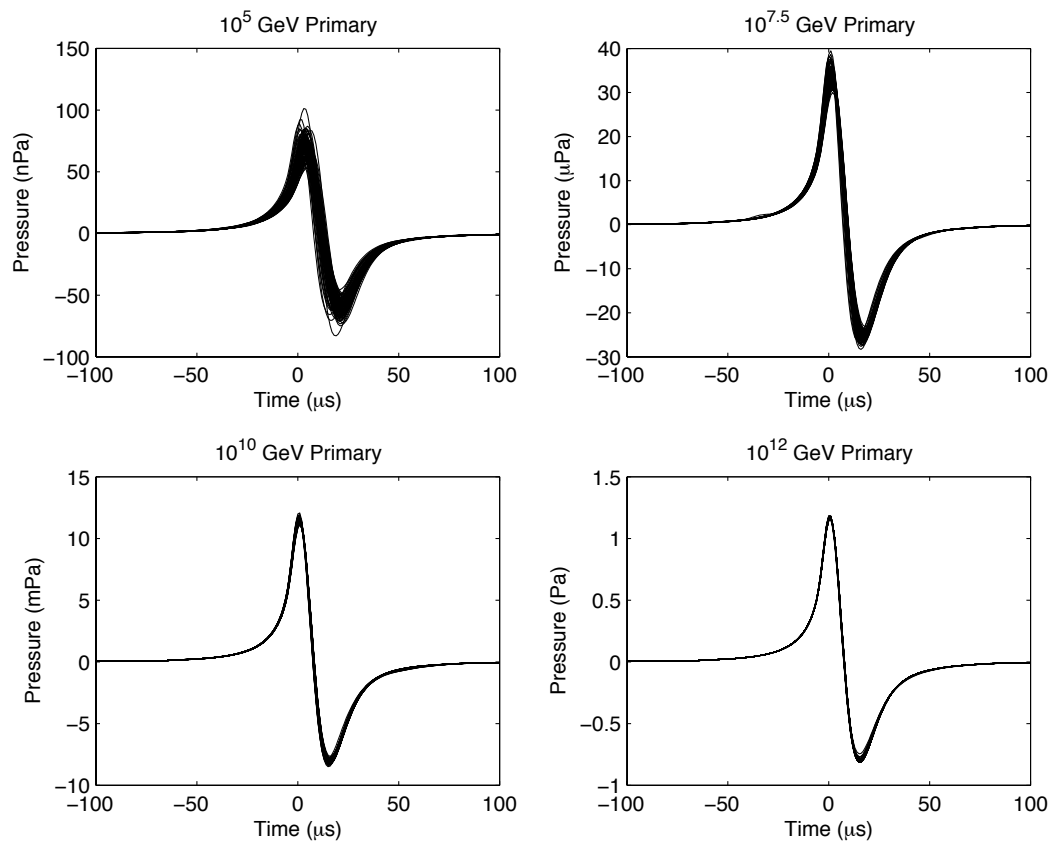 10^5 GeV Primary
150
100
50
0
−50
−100
Pressure (nPa)
−100 −50 0 50 100
Time (μs)
10^7.5 GeV Primary
40
30
20
10
0
−10
−20
−30
Pressure (μPa)
−100 −50 0 50 100
Time (μs)
10^10 GeV Primary
15
10
5
0
−5
−10
Pressure (mPa)
−100 −50 0 50 100
Time (μs)
10^12 GeV Primary
1.5
1
0.5
0
−0.5
−1
Pressure (Pa)
−100 −50 0 50 100
Time (μs)